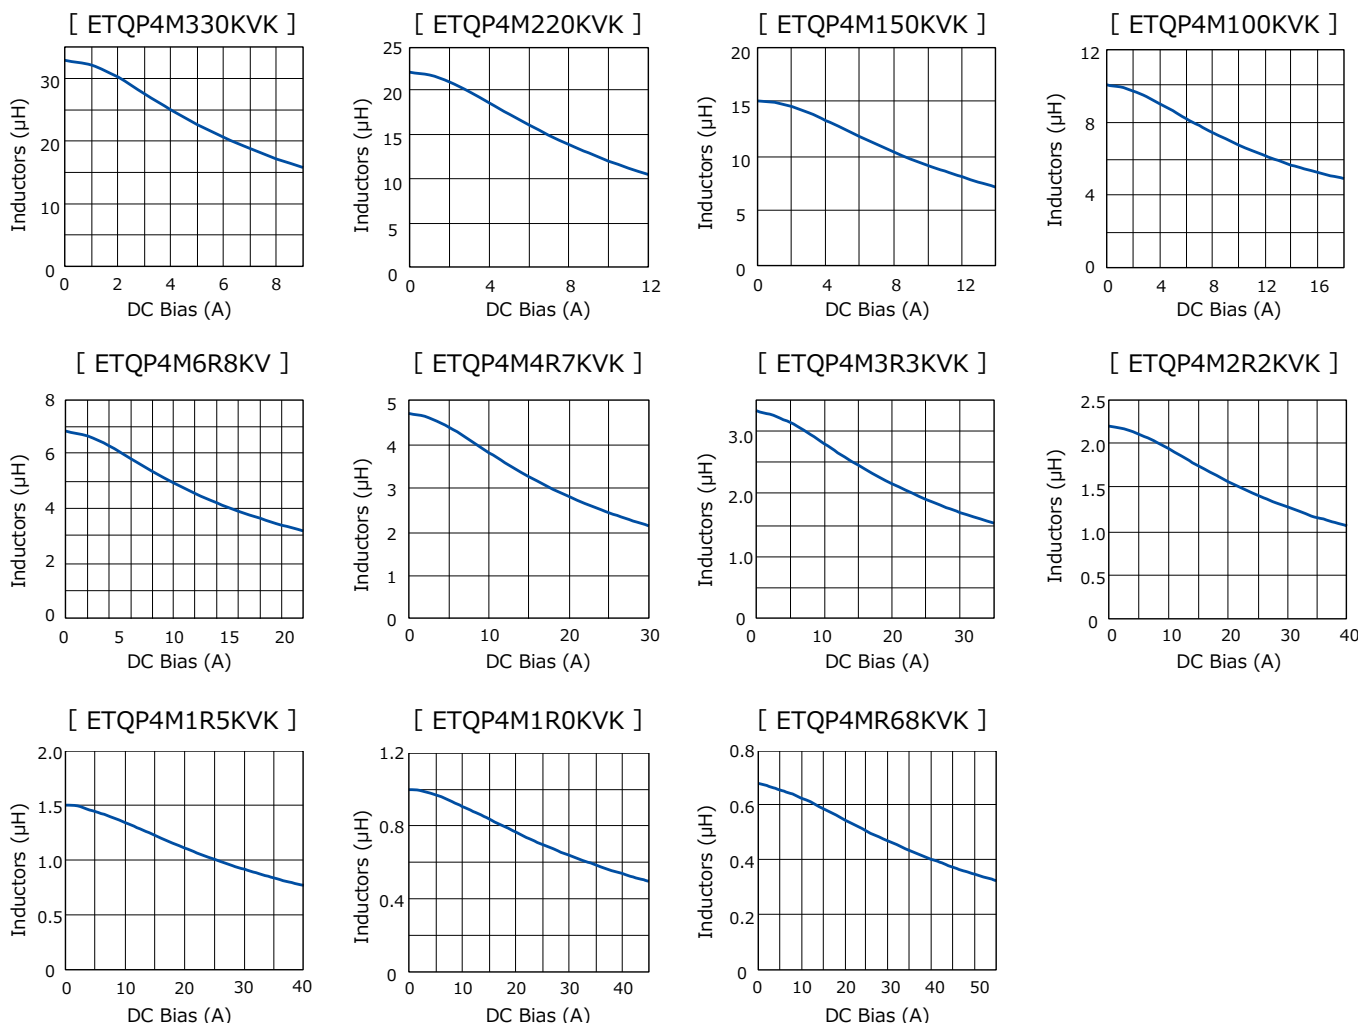 [ ETQP4M330KVK ]
30
20
10
0
0 2 4 6 8
Inductors (μH)
DC Bias (A)
[ ETQP4M220KVK ]
25
20
15
10
5
0
0 4 8 12
Inductors (μH)
DC Bias (A)
[ ETQP4M150KVK ]
20
15
10
5
0
0 4 8 12
Inductors (μH)
DC Bias (A)
[ ETQP4M100KVK ]
12
8
4
0
0 4 8 12 16
Inductors (μH)
DC Bias (A)
[ ETQP4M6R8KV ]
8
6
4
2
0
0 5 10 15 20
Inductors (μH)
DC Bias (A)
[ ETQP4M4R7KVK ]
5
4
3
2
1
0
0 10 20 30
Inductors (μH)
DC Bias (A)
[ ETQP4M3R3KVK ]
3.0
2.0
1.0
0
0 10 20 30
Inductors (μH)
DC Bias (A)
[ ETQP4M2R2KVK ]
2.5
2.0
1.5
1.0
0.5
0
0 10 20 30 40
Inductors (μH)
DC Bias (A)
[ ETQP4M1R5KVK ]
2.0
1.5
1.0
0.5
0
0 10 20 30 40
Inductors (μH)
DC Bias (A)
[ ETQP4M1R0KVK ]
1.2
0.8
0.4
0
0 10 20 30 40
Inductors (μH)
DC Bias (A)
[ ETQP4MR68KVK ]
0.8
0.6
0.4
0.2
0
0 10 20 30 40 50
Inductors (μH)
DC Bias (A)